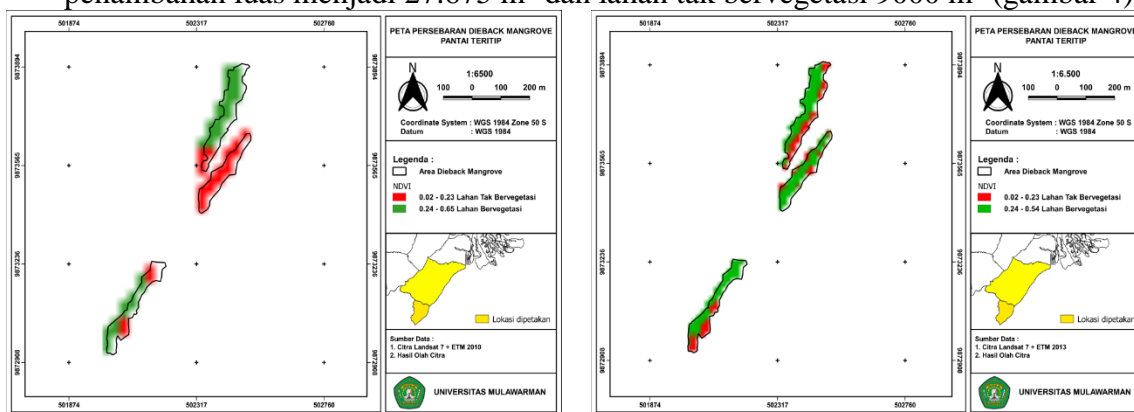 penambahan luas menjadi 27.675 m² dan lahan tak bervegetasi 9000 m² (gambar 4)
501874 502317 502760
9873894
9873565
9873236
9872908
501874 502317 502760
PETA PERSEBARAN DIEBACK MANGROVE
PANTAI TERITIP
N
1:6500
100 0 100 200 m
Coordinate System : WGS 1984 Zone 50 S
Datum : WGS 1984
Legenda :
Area Dieback Mangrove
NDVI
0.02 - 0.23 Lahan Tak Bervegetasi
0.24 - 0.65 Lahan Bervegetasi
Lokasi dipetakan
Sumber Data :
1. Citra Landsat 7 + ETM 2010
2. Hasil Olah Citra
UNIVERSITAS MULAWARMAN
501874 502317 502760
9873894
9873565
9873236
9872908
501874 502317 502760
PETA PERSEBARAN DIEBACK MANGROVE
PANTAI TERITIP
N
1:6.500
100 0 100 200 m
Coordinate System : WGS 1984 Zone 50 S
Datum : WGS 1984
Legenda :
Area Dieback Mangrove
NDVI
0.02 - 0.23 Lahan Tak Bervegetasi
0.24 - 0.54 Lahan Bervegetasi
Lokasi dipetakan
Sumber Data :
1. Citra Landsat 7 + ETM 2013
2. Hasil Olah Citra
UNIVERSITAS MULAWARMAN